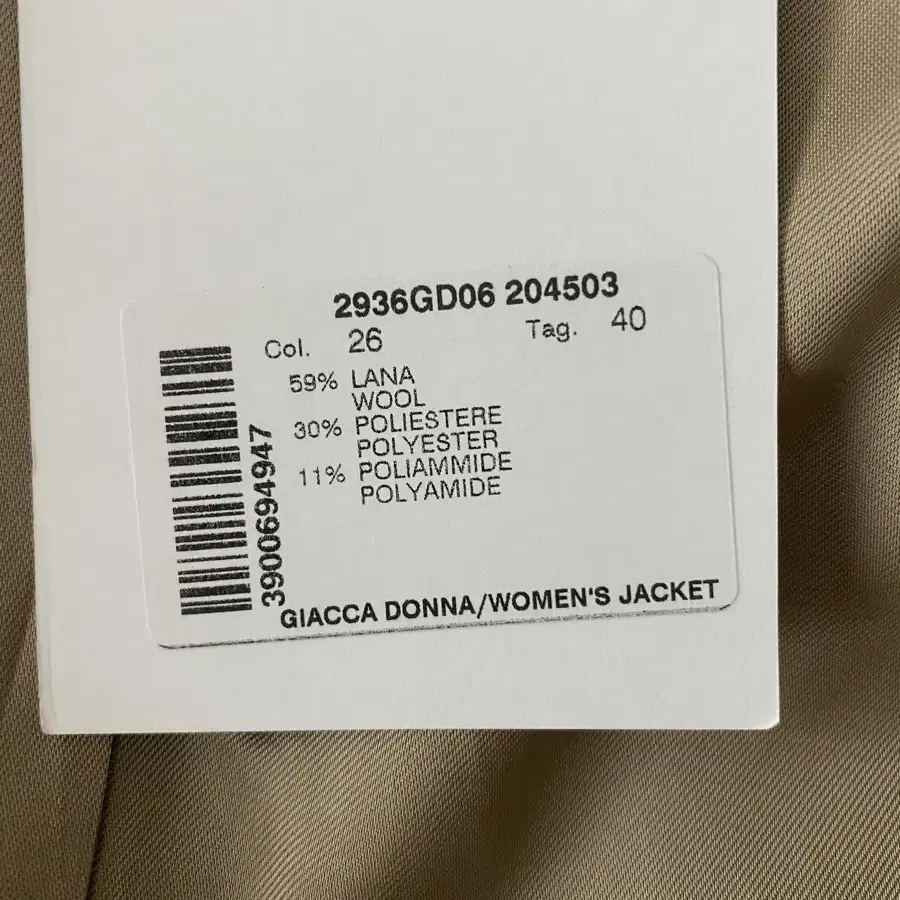 2936GD06 204503
Col. 26 Tag. 40
59% LANA
WOOL
30% POLIESTERE
POLYESTER
11% POLIAMMIDE
POLYAMIDE
3900694947
GIACCA DONNA/WOMEN'S JACKET